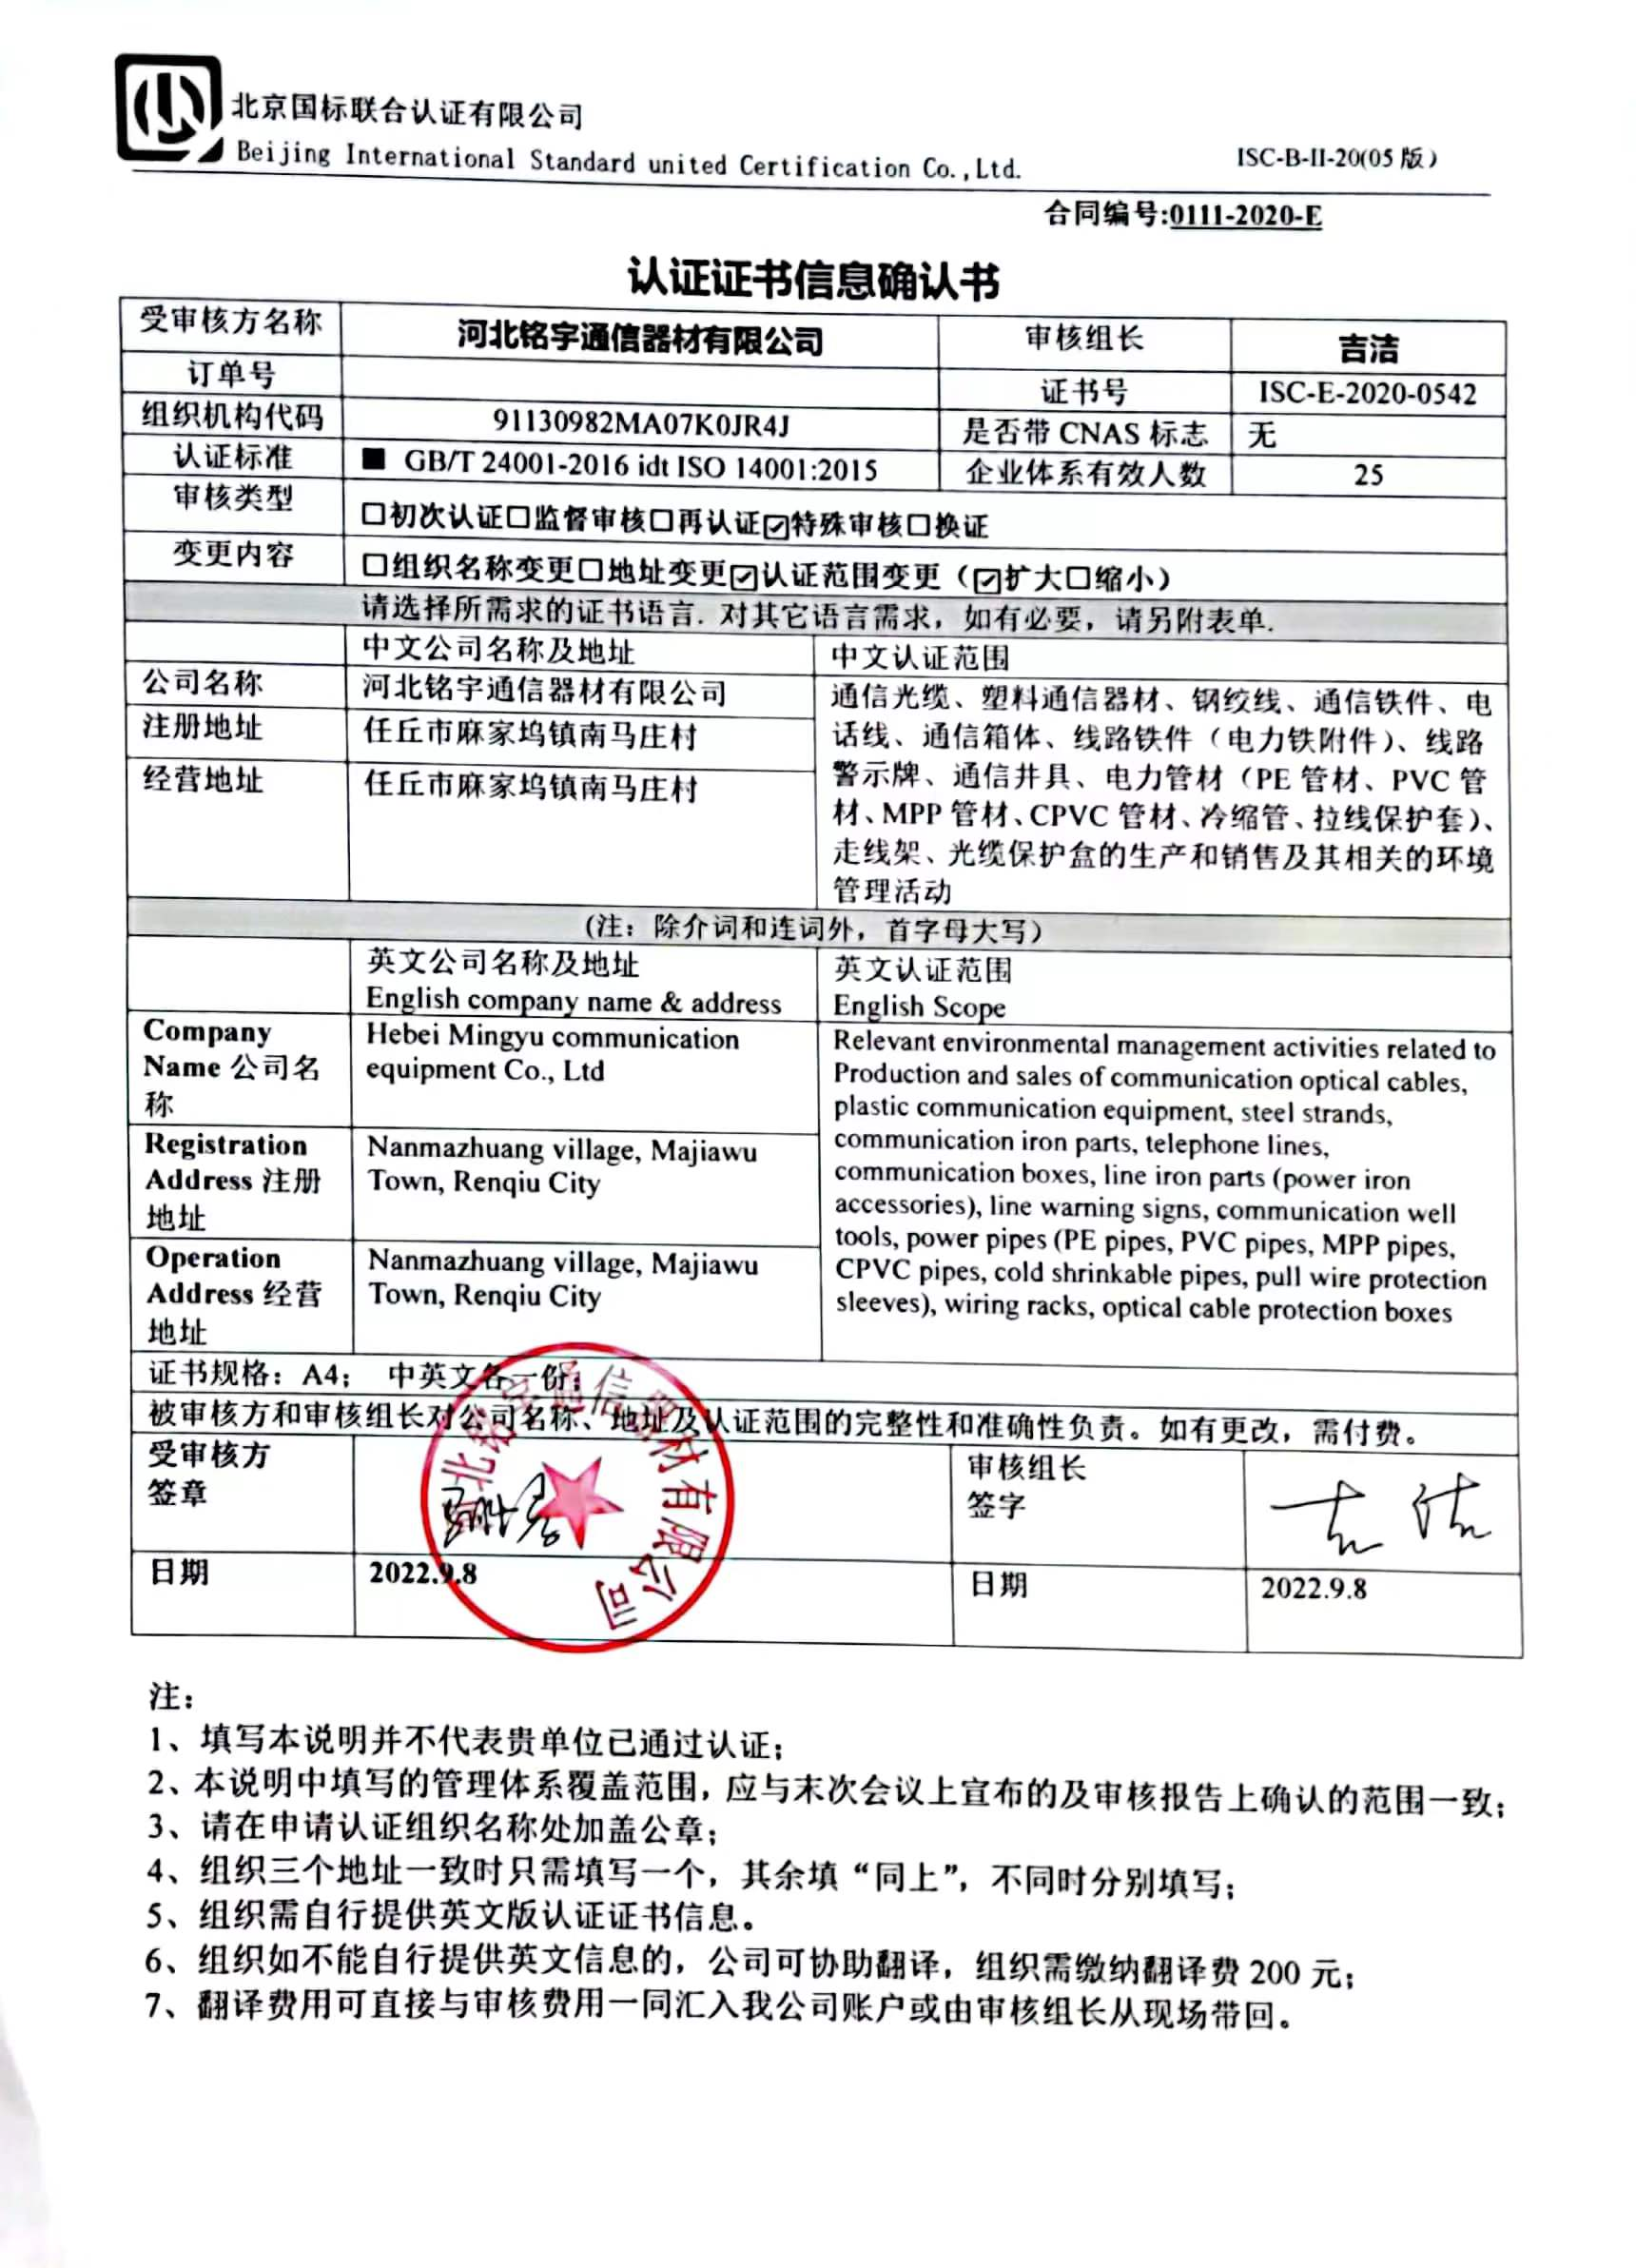 北京国标联合认证有限公司
Beijing International Standard united Certification Co.,Ltd.
ISC-B-II-20(05版)
合同编号:0111-2020-E
认证证书信息确认书
受审核方名称 河北铭宇通信器材有限公司 审核组长 吉洁
订单号 证书号 ISC-E-2020-0542
组织机构代码 91130982MA07K0JR4J 是否带 CNAS 标志 无
认证标准 ■ GB/T 24001-2016 idt ISO 14001:2015 企业体系有效人数 25
审核类型 □初次认证□监督审核□再认证☑特殊审核□换证
变更内容 □组织名称变更□地址变更☑认证范围变更（☑扩大□缩小）
请选择所需求的证书语言. 对其它语言需求，如有必要，请另附表单.
中文公司名称及地址 中文认证范围
公司名称 河北铭宇通信器材有限公司
注册地址 任丘市麻家坞镇南马庄村
经营地址 任丘市麻家坞镇南马庄村
通信光缆、塑料通信器材、钢绞线、通信铁件、电
话线、通信箱体、线路铁件（电力铁附件）、线路
警示牌、通信井具、电力管材（PE 管材、PVC 管
材、MPP 管材、CPVC 管材、冷缩管、拉线保护套）、
走线架、光缆保护盒的生产和销售及其相关的环境
管理活动
(注：除介词和连词外，首字母大写）
英文公司名称及地址
English company name & address
英文认证范围
English Scope
Company
Name 公司名
称
Hebei Mingyu communication
equipment Co., Ltd
Registration
Address 注册
地址
Nanmazhuang village, Majiawu
Town, Renqiu City
Operation
Address 经营
地址
Nanmazhuang village, Majiawu
Town, Renqiu City
Relevant environmental management activities related to
Production and sales of communication optical cables,
plastic communication equipment, steel strands,
communication iron parts, telephone lines,
communication boxes, line iron parts (power iron
accessories), line warning signs, communication well
tools, power pipes (PE pipes, PVC pipes, MPP pipes,
CPVC pipes, cold shrinkable pipes, pull wire protection
sleeves), wiring racks, optical cable protection boxes
证书规格：A4； 中英文各一份；
被审核方和审核组长对公司名称、地址及认证范围的完整性和准确性负责。如有更改，需付费。
受审核方
签章
河北铭宇通信器材有限公司
审核组长
签字
吉洁
日期 2022.9.8 日期 2022.9.8
注：
1、填写本说明并不代表贵单位已通过认证；
2、本说明中填写的管理体系覆盖范围，应与末次会议上宣布的及审核报告上确认的范围一致；
3、请在申请认证组织名称处加盖公章；
4、组织三个地址一致时只需填写一个，其余填“同上”，不同时分别填写；
5、组织需自行提供英文版认证证书信息。
6、组织如不能自行提供英文信息的，公司可协助翻译，组织需缴纳翻译费 200 元；
7、翻译费用可直接与审核费用一同汇入我公司账户或由审核组长从现场带回。